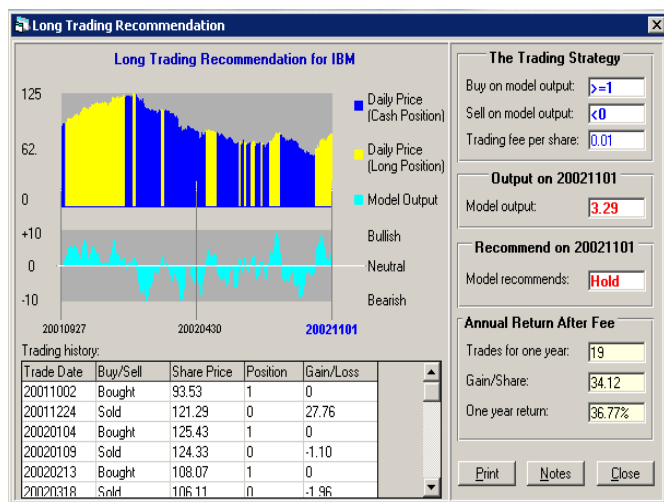 Long Trading Recommendation
Long Trading Recommendation for IBM
125
62.
0
+10
0
-10
20010927
20020430
20021101
Daily Price
(Cash Position)
Daily Price
(Long Position)
Model Output
Bullish
Neutral
Bearish
Trading history:
Trade Date Buy/Sell Share Price Position Gain/Loss
20011002 Bought 93.53 1 0
20011224 Sold 121.29 0 27.76
20020104 Bought 125.43 1 0
20020109 Sold 124.33 0 -1.10
20020213 Bought 108.07 1 0
20020318 Sold 106.11 0 -1.96
The Trading Strategy
Buy on model output: >=1
Sell on model output: <0
Trading fee per share: 0.01
Output on 20021101
Model output: 3.29
Recommend on 20021101
Model recommends: Hold
Annual Return After Fee
Trades for one year: 19
Gain/Share: 34.12
One year return: 36.77%
Print Notes Close